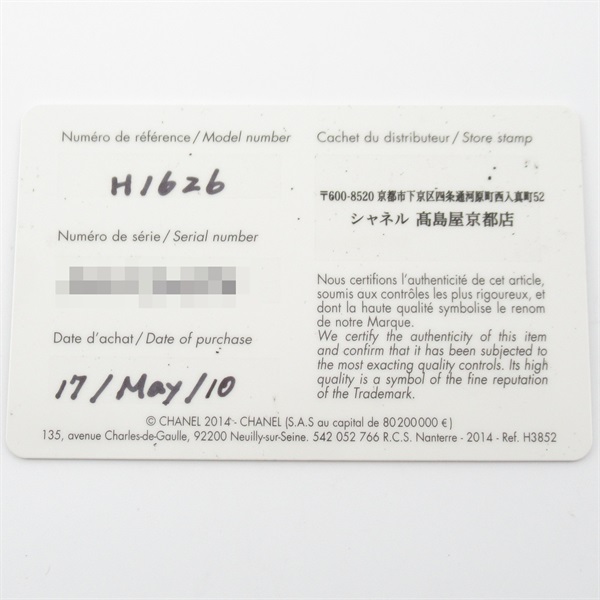 Numéro de référence / Model number
H1626
Numéro de série / Serial number
Date d'achat / Date of purchase
17/May/10
Cachet du distributeur / Store stamp
〒600-8520 京都市下京区四条通河原町西入真町52
シャネル 髙島屋京都店
Nous certifions l'authenticité de cet article,
soumis aux contrôles les plus rigoureux, et
dont la haute qualité symbolise le renom
de notre Marque.
We certify the authenticity of this item
and confirm that it has been subjected to
the most exacting quality controls. Its high
quality is a symbol of the fine reputation
of the Trademark.
© CHANEL 2014 - CHANEL (S.A.S au capital de 80 200 000 €)
135, avenue Charles-de-Gaulle, 92200 Neuilly-sur-Seine. 542 052 766 R.C.S. Nanterre - 2014 - Ref. H3852